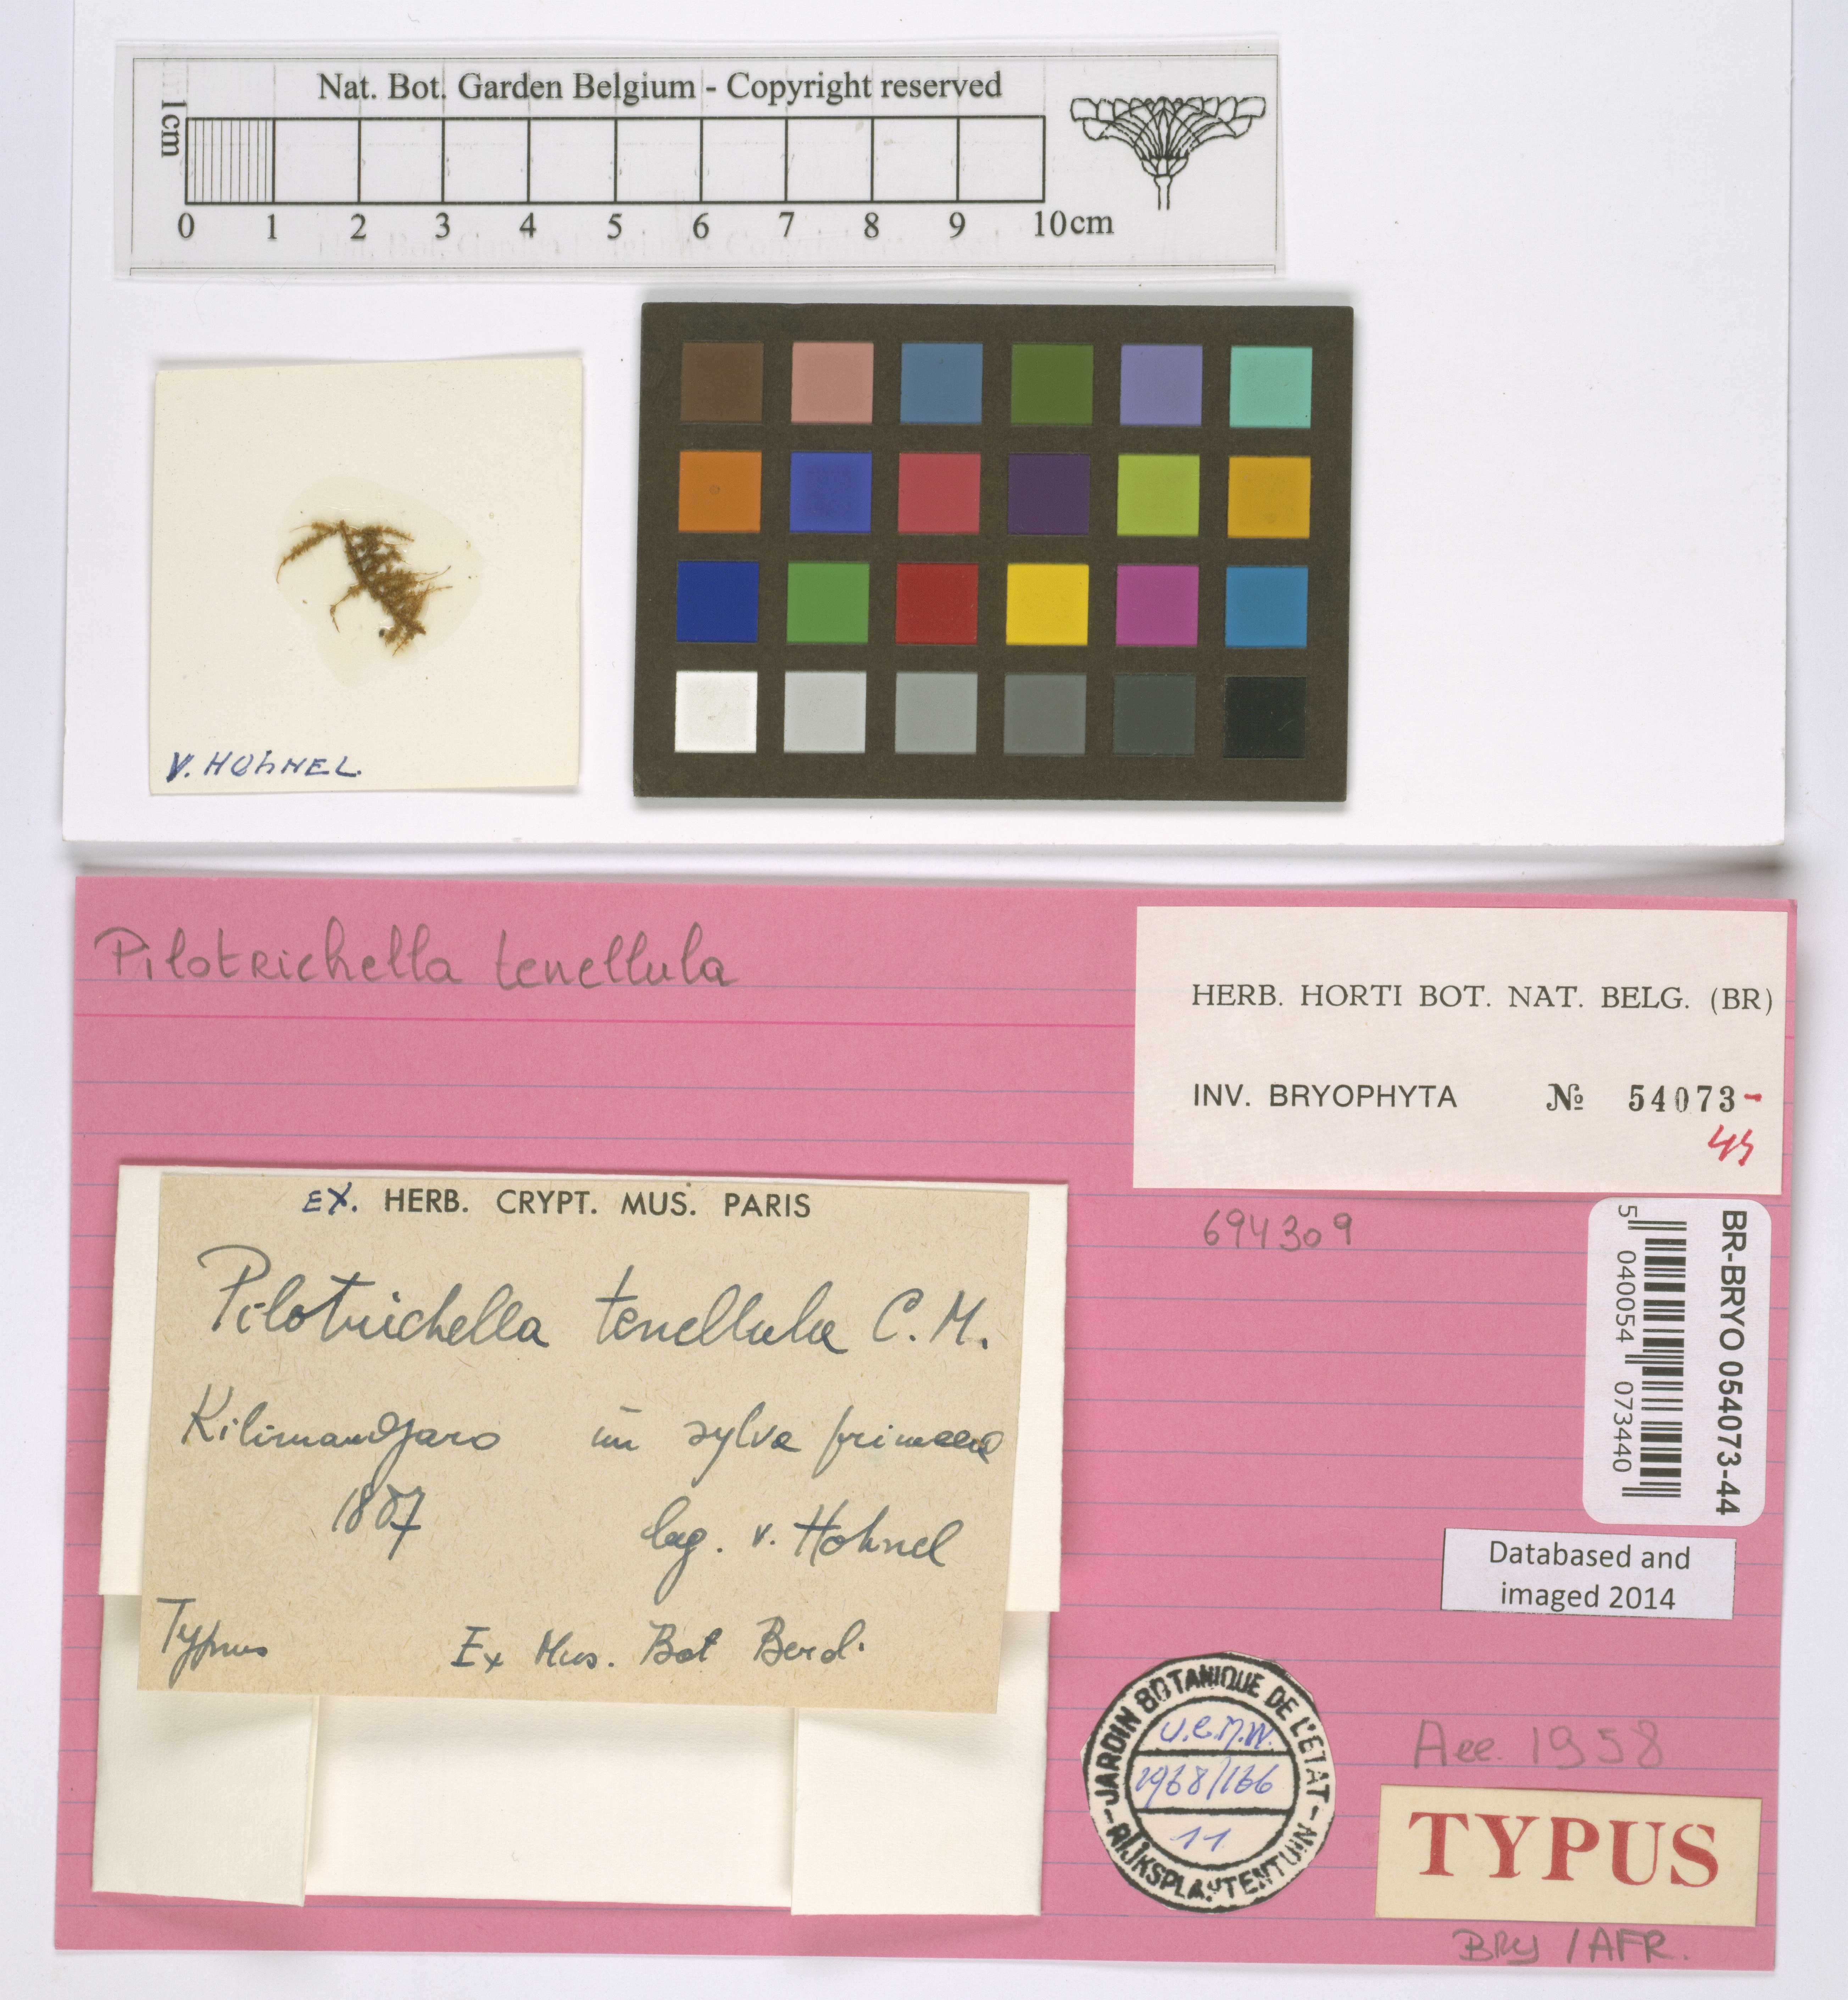 Nat. Bot. Garden Belgium - Copyright reserved
1cm
0 1 2 3 4 5 6 7 8 9 10cm
V. HÖHNEL
Pilotrichella tenellula
HERB. HORTI BOT. NAT. BELG. (BR)
INV. BRYOPHYTA № 54073-
44
EX. HERB. CRYPT. MUS. PARIS
Pilotrichella tenellula C. M.
Kilimandjaro in sylva primaeva
1887 leg. v. Hohnel
Typus Ex Mus. Bot Berol.
694309
BR-BRYO 054073-44
5 040054 073440
Databased and
imaged 2014
JARDIN BOTANIQUE DE L'ETAT
- RIJKSPLANTENTUIN -
1968/166
11
Acc. 1958
TYPUS
BRY / AFR.